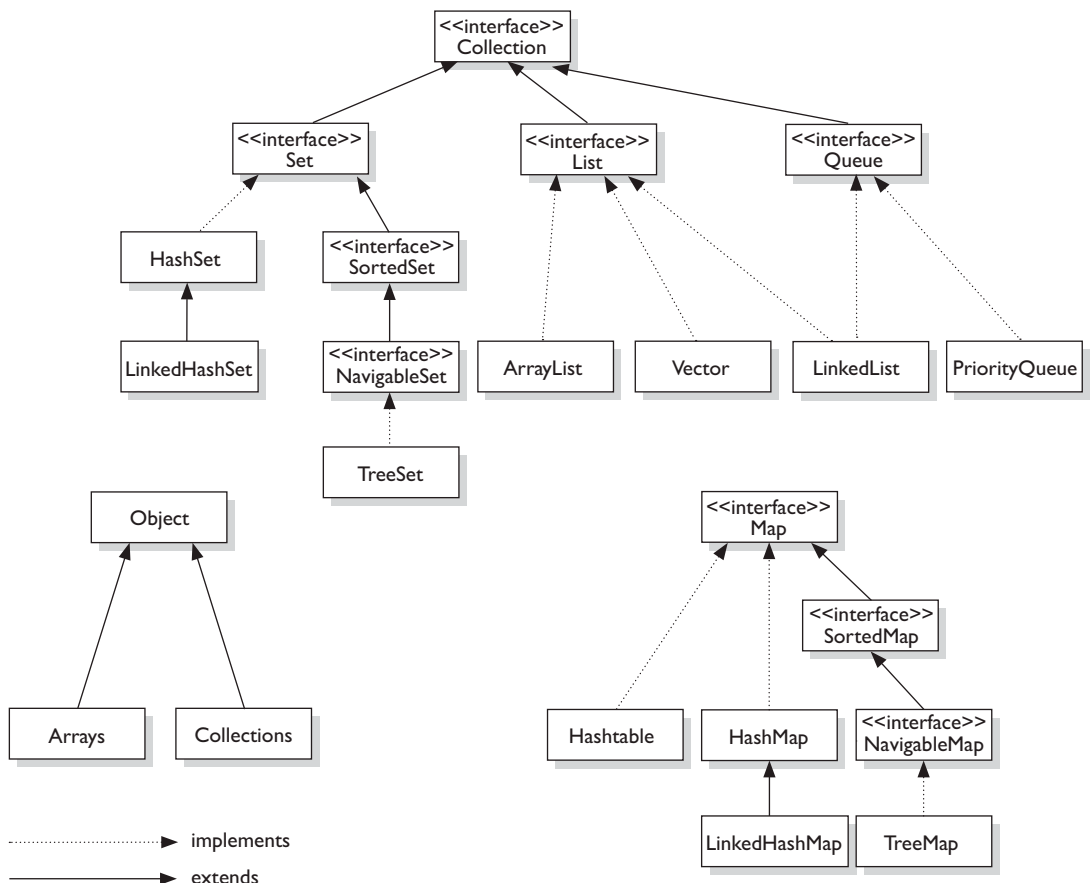 <<interface>>
Collection
<<interface>>
Set
<<interface>>
List
<<interface>>
Queue
HashSet
<<interface>>
SortedSet
LinkedHashSet
<<interface>>
NavigableSet
ArrayList
Vector
LinkedList
PriorityQueue
TreeSet
Object
<<interface>>
Map
<<interface>>
SortedMap
Arrays
Collections
Hashtable
HashMap
<<interface>>
NavigableMap
LinkedHashMap
TreeMap
implements
extends